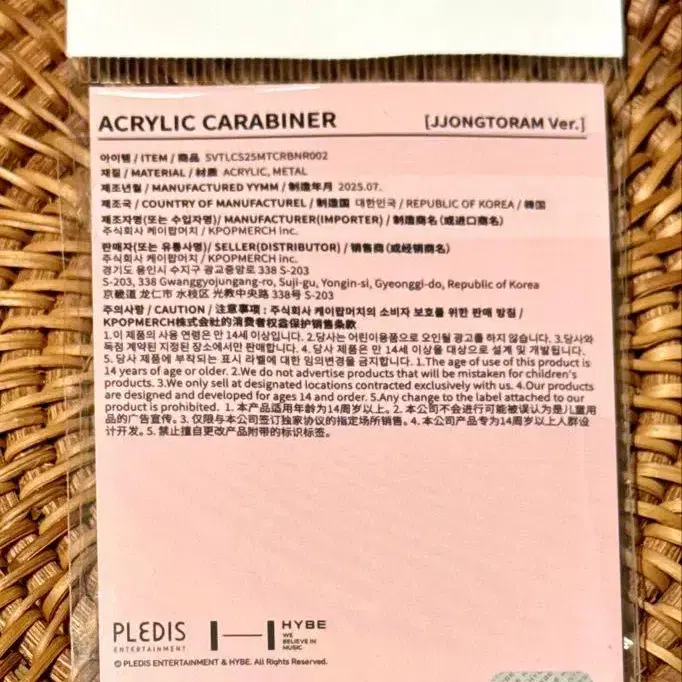 ACRYLIC CARABINER [JJONGTORAM Ver.]
아이템 / ITEM / 商品 SVTLCS25MTCRBNR002
재질 / MATERIAL / 材质 ACRYLIC, METAL
제조년월 / MANUFACTURED YYMM / 制造年月 2025.07.
제조국 / COUNTRY OF MANUFACTUREL / 制造国 대한민국 / REPUBLIC OF KOREA / 韩国
제조자명(또는 수입자명) / MANUFACTURER(IMPORTER) / 制造商名(或进口商名)
주식회사 케이팝머치 / KPOPMERCH Inc.
판매자(또는 유통사명) / SELLER(DISTRIBUTOR) / 销售商(或经销商名)
주식회사 케이팝머치 / KPOPMERCH Inc.
경기도 용인시 수지구 광교중앙로 338 S-203
S-203, 338 Gwanggyojungang-ro, Suji-gu, Yongin-si, Gyeonggi-do, Republic of Korea
京畿道 龙仁市 水枝区 光教中央路 338号 S-203
주의사항 / CAUTION / 注意事项 : 주식회사 케이팝머치의 소비자 보호를 위한 판매 방침 /
KPOPMERCH株式会社的消费者权益保护销售条款
1.이 제품의 사용 연령은 만 14세 이상입니다. 2.당사는 어린이용품으로 오인될 광고를 하지 않습니다. 3.당사와
독점 계약된 지정된 장소에서만 판매합니다. 4. 당사 제품은 만 14세 이상을 대상으로 설계 및 개발됩니다.
5. 당사 제품에 부착되는 표시 라벨에 대한 임의변경을 금지합니다. 1.The age of use of this product is
14 years of age or older. 2.We do not advertise products that will be mistaken for children's
products. 3.We only sell at designated locations contracted exclusively with us. 4.Our products
are designed and developed for ages 14 and order. 5.Any change to the label attached to our
product is prohibited. 1. 本产品适用年龄为14周岁以上。2. 本公司不会进行可能被误认为是儿童用
品的广告宣传。3. 仅限与本公司签订独家协议的指定场所销售。4. 本公司产品专为14周岁以上人群设
计开发。5. 禁止擅自更改产品附带的标识标签。
PLEDIS
ENTERTAINMENT
HYBE
WE
BELIEVE IN
MUSIC
© PLEDIS ENTERTAINMENT & HYBE. All Rights Reserved.